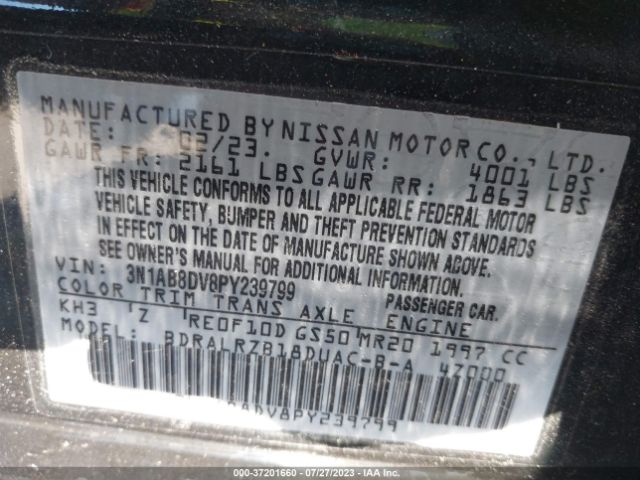 MANUFACTURED BY NISSAN MOTOR CO., LTD.
DATE: 02/23. GVWR: 4001 LBS
GAWR FR: 2161 LBS GAWR RR: 1863 LBS
THIS VEHICLE CONFORMS TO ALL APPLICABLE FEDERAL MOTOR
VEHICLE SAFETY, BUMPER AND THEFT PREVENTION STANDARDS
IN EFFECT ON THE DATE OF MANUFACTURE SHOWN ABOVE.
SEE OWNER'S MANUAL FOR ADDITIONAL INFORMATION.
VIN: 3N1AB8DV8PY239799 PASSENGER CAR.
COLOR TRIM TRANS AXLE ENGINE
KH3 Z RE0F10D GS50 MR20 1997 CC
MODEL: BDRALRZB18DUAC-B-A 4Z000
8DV8PY239799
000-37201660 / 07/27/2023 / IAA Inc.